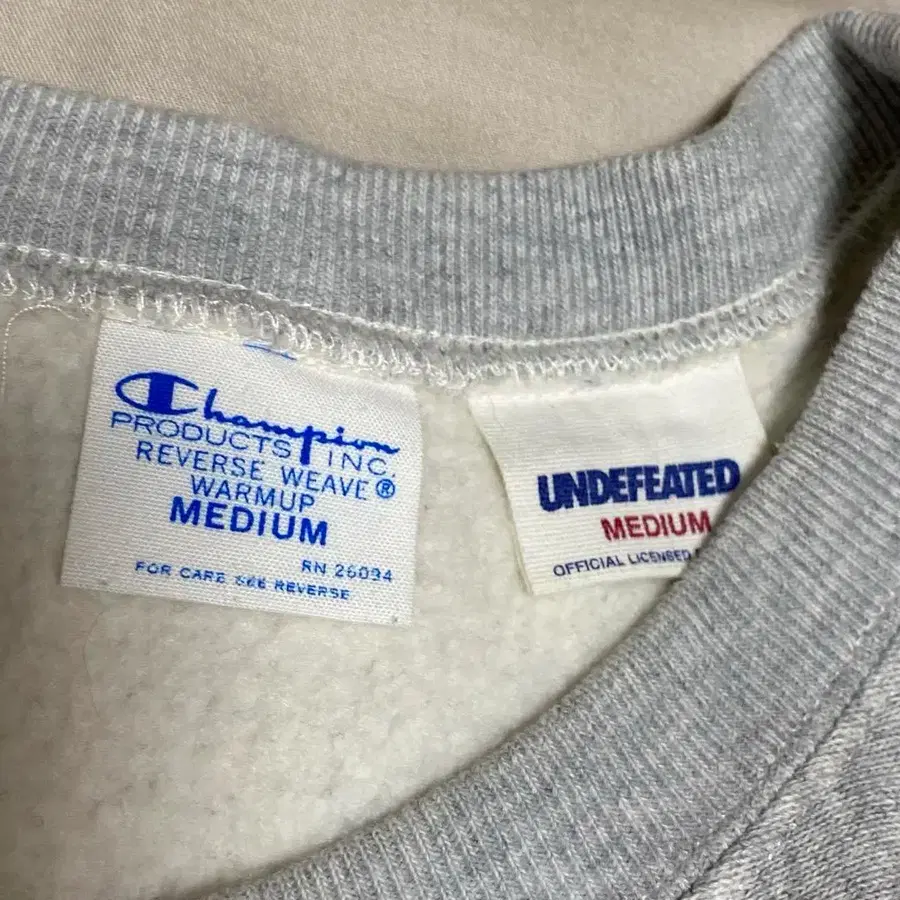 Champion
PRODUCTS INC.
REVERSE WEAVE®
WARMUP
MEDIUM
RN 26094
FOR CARE SEE REVERSE
UNDEFEATED
MEDIUM
OFFICIAL LICENSED